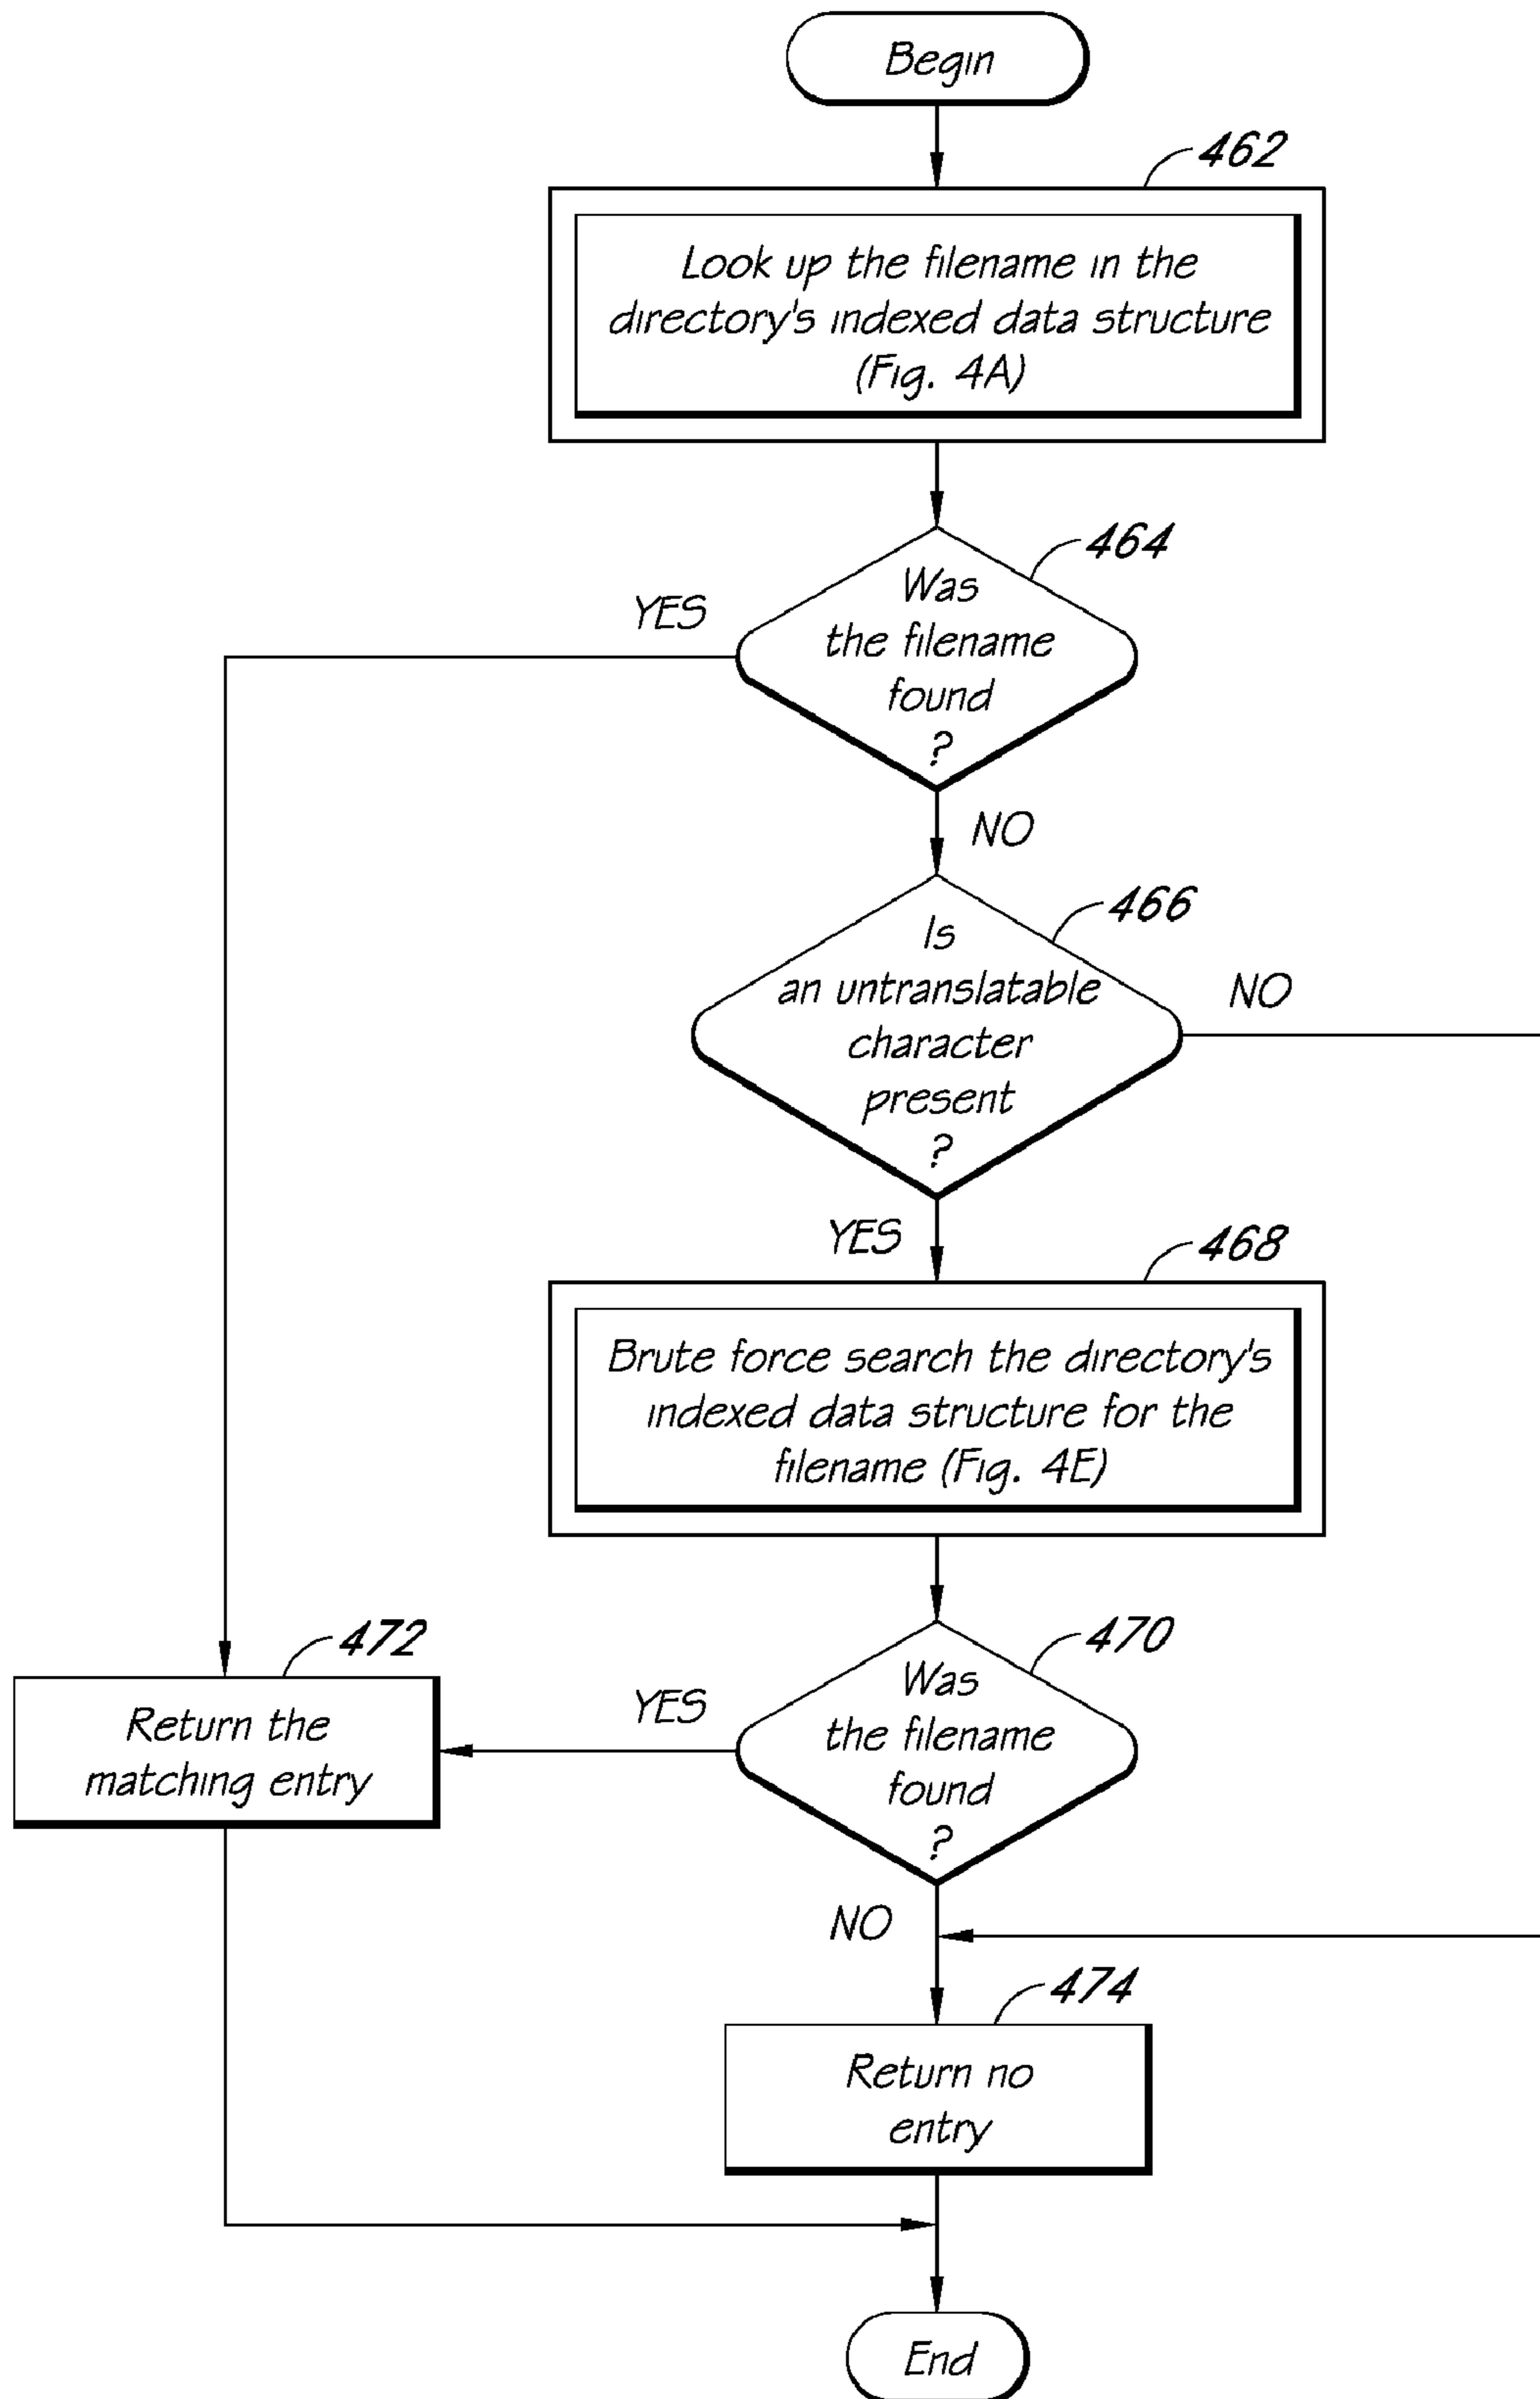 Begin
462
Look up the filename in the
directory's indexed data structure
(Fig. 4A)
464
Was
the filename
found
?
YES
NO
466
Is
an untranslatable
character
present
?
NO
YES
468
Brute force search the directory's
indexed data structure for the
filename (Fig. 4E)
470
Was
the filename
found
?
YES
472
Return the
matching entry
NO
474
Return no
entry
End